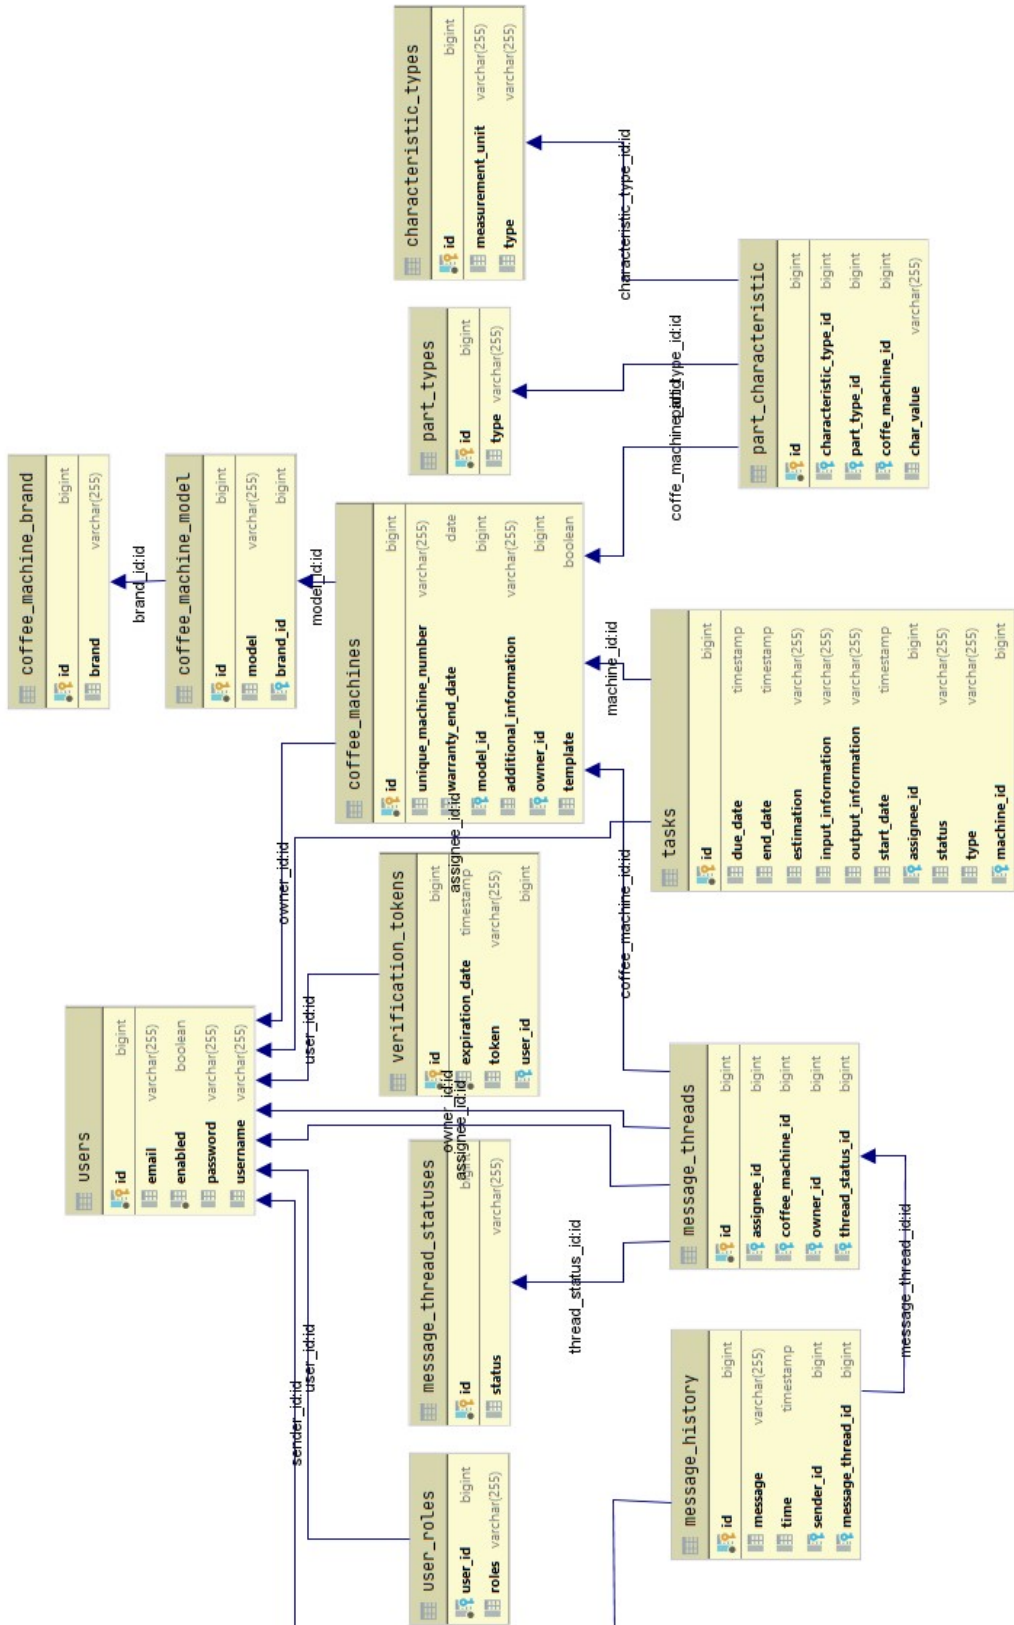 coffee_machine_brand
id bigint
brand varchar(255)
brand_id:id
coffee_machine_model
id bigint
model varchar(255)
brand_id bigint
model_id:id
users
id bigint
email varchar(255)
enabled boolean
password varchar(255)
username varchar(255)
sender_id:id
user_id:id
user_id:id
owner_id:id
coffee_machines
id bigint
unique_machine_number varchar(255)
warranty_end_date date
model_id bigint
additional_information varchar(255)
owner_id bigint
template boolean
user_roles
user_id bigint
roles varchar(255)
message_thread_statuses
id bigint
status varchar(255)
verification_tokens
id bigint
expiration_date timestamp
token varchar(255)
user_id bigint
owner_id:id
assignee_id:id
assignee_id:id
part_types
id bigint
type varchar(255)
characteristic_types
id bigint
measurement_unit varchar(255)
type varchar(255)
thread_status_id:id
coffee_machine_id:id
machine_id:id
coffe_machine_id:id
part_type_id:id
characteristic_type_id:id
message_history
id bigint
message varchar(255)
time timestamp
sender_id bigint
message_thread_id bigint
message_thread_id:id
message_threads
id bigint
assignee_id bigint
coffee_machine_id bigint
owner_id bigint
thread_status_id bigint
tasks
id bigint
due_date timestamp
end_date timestamp
estimation varchar(255)
input_information varchar(255)
output_information varchar(255)
start_date timestamp
assignee_id bigint
status varchar(255)
type varchar(255)
machine_id bigint
part_characteristic
id bigint
characteristic_type_id bigint
part_type_id bigint
coffe_machine_id bigint
char_value varchar(255)